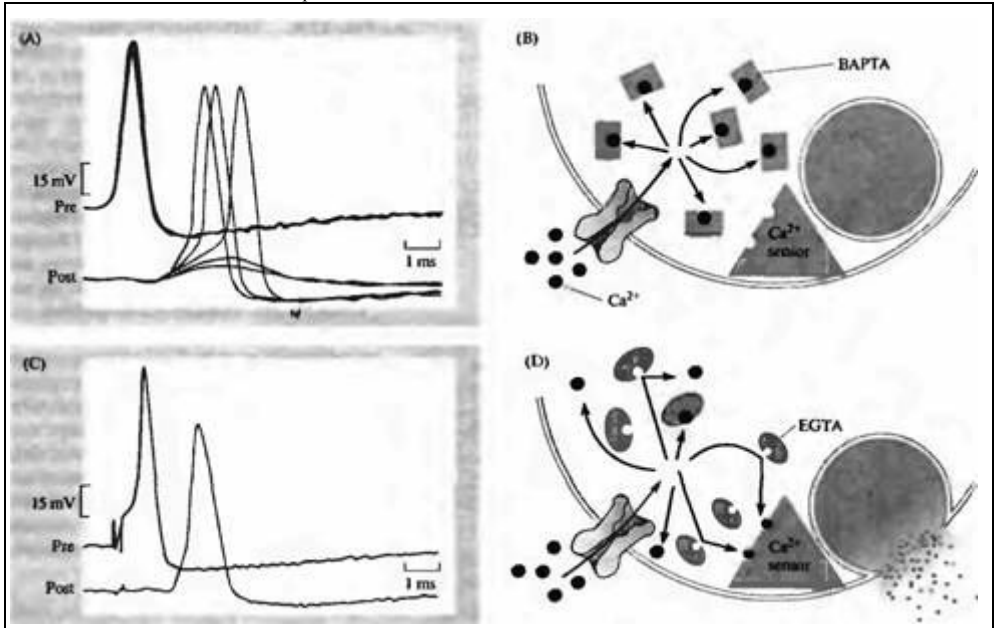 (A)
15 mV
Pre
Post
1 ms
(B)
BAPTA
Ca²⁺
sensor
Ca²⁺
(C)
15 mV
Pre
Post
1 ms
(D)
EGTA
Ca²⁺
sensor